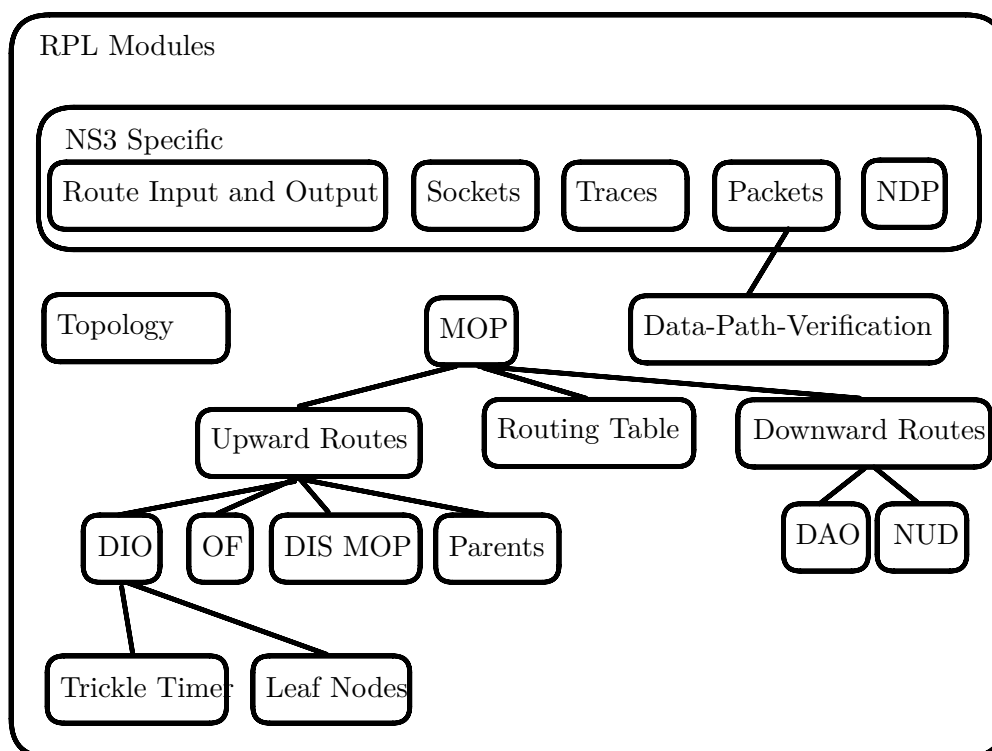 RPL Modules
NS3 Specific
Route Input and Output
Sockets
Traces
Packets
NDP
Topology
MOP
Data-Path-Verification
Upward Routes
Routing Table
Downward Routes
DIO
OF
DIS MOP
Parents
DAO
NUD
Trickle Timer
Leaf Nodes